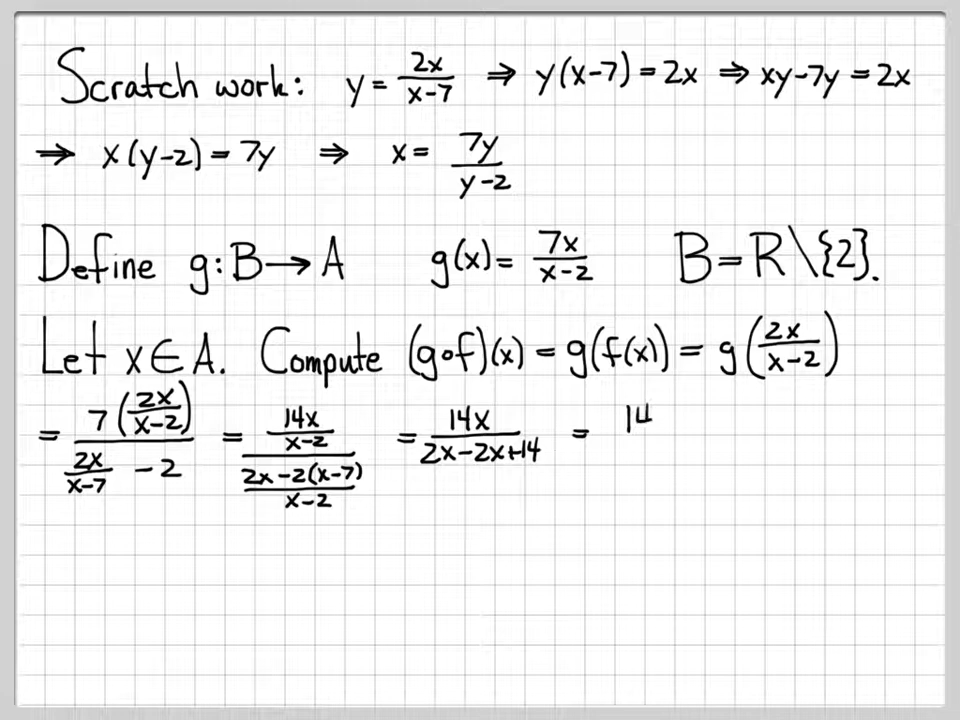 Scratch work: y = 2x/(x-7) ⇒ y(x-7) = 2x ⇒ xy-7y = 2x
⇒ x(y-2) = 7y ⇒ x = 7y/(y-2)
Define g: B→A g(x) = 7x/(x-2) B = R\{2}.
Let x∈A. Compute (g∘f)(x) = g(f(x)) = g(2x/(x-2))
= 7(2x/(x-2))/(2x/(x-7) - 2) = (14x/(x-2))/((2x-2(x-7))/(x-2)) = 14x/(2x-2x+14) = 14